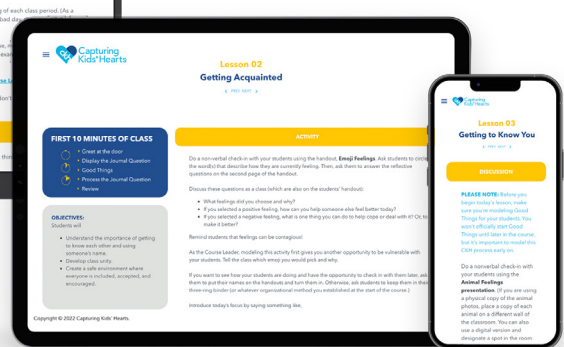 g of each class period. (As a
bad day,
Capturing
Kids' Hearts
Lesson 02
Getting Acquainted
PREV NEXT
FIRST 10 MINUTES OF CLASS
• Greet at the door
• Display the Journal Question
• Good Things
• Process the Journal Question
• Review
OBJECTIVES:
Students will
• Understand the importance of getting
to know each other and using
someone's name.
• Develop class unity.
• Create a safe environment where
everyone is included, accepted, and
encouraged.
ACTIVITY
Do a non-verbal check-in with your students using the handout, Emoji Feelings. Ask students to circle
the word(s) that describe how they are currently feeling. Then, ask them to answer the reflective
questions on the second page of the handout.
Discuss these questions as a class (which are also on the students' handout):
• What feelings did you choose and why?
• If you selected a positive feeling, how can you help someone else feel better today?
• If you selected a negative feeling, what is one thing you can do to help cope or deal with it? Or, to
make it better?
Remind students that feelings can be contagious!
As the Course Leader, modeling this activity first gives you another opportunity to be vulnerable with
your students. Tell the class which emoji you would pick and why.
If you want to see how your students are doing and have the opportunity to check in with them later, ask
them to put their names on the handouts and turn them in. Otherwise, ask students to keep them in their
three-ring binder (or whatever organizational method you established at the start of the course.)
Introduce today's focus by saying something like,
Copyright © 2022 Capturing Kids' Hearts.
Capturing
Kids' Hearts
Lesson 03
Getting to Know You
PREV NEXT
DISCUSSION
PLEASE NOTE: Before you
begin today's lesson, make
sure you're modeling Good
Things for your students. You
won't officially start Good
Things until later in the course,
but it's important to model this
CKH process early on.
Do a nonverbal check-in
with your students using
the Animal Feelings
presentation. (If you are using
a physical copy of the animal
photos, place a copy of each
animal on a different wall of
the classroom. You can also
use a digital version and
designate a spot in the room